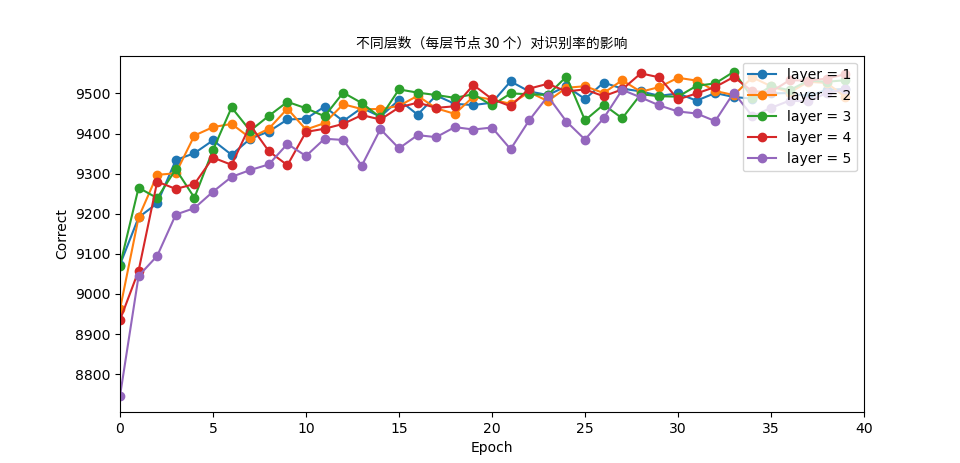 不同层数（每层节点 30 个）对识别率的影响
9500
9400
9300
9200
9100
9000
8900
8800
Correct
layer = 1
layer = 2
layer = 3
layer = 4
layer = 5
0 5 10 15 20 25 30 35 40
Epoch